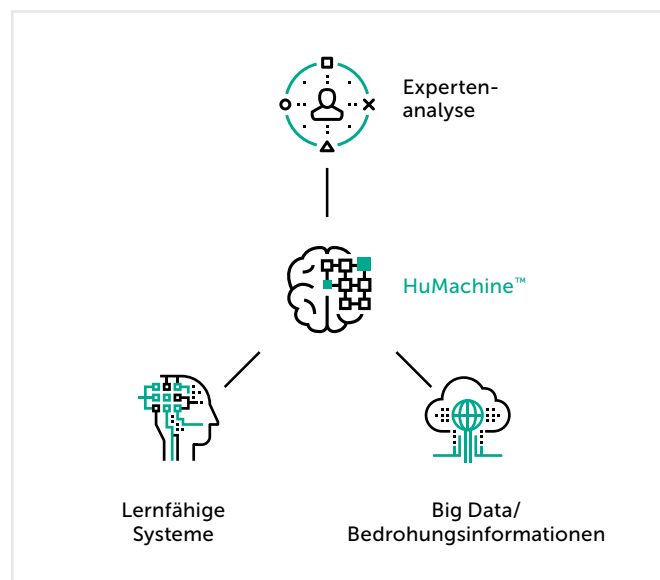 Experten-
analyse
HuMachine™
Lernfähige
Systeme
Big Data/
Bedrohungsinformationen